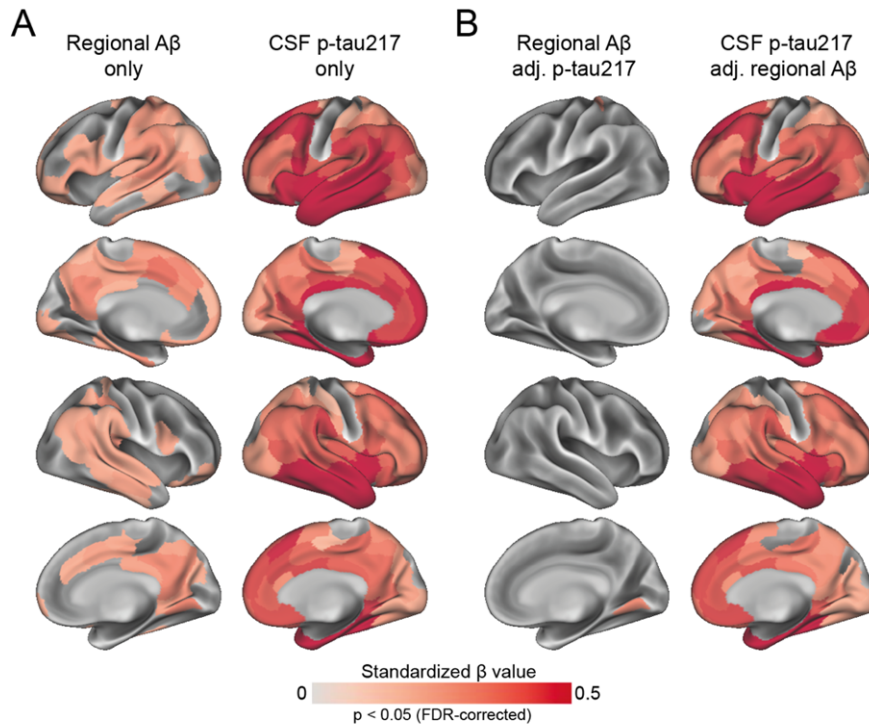 A
B
Regional Aβ
only
CSF p-tau217
only
Regional Aβ
adj. p-tau217
CSF p-tau217
adj. regional Aβ
Standardized β value
0
0.5
p < 0.05 (FDR-corrected)